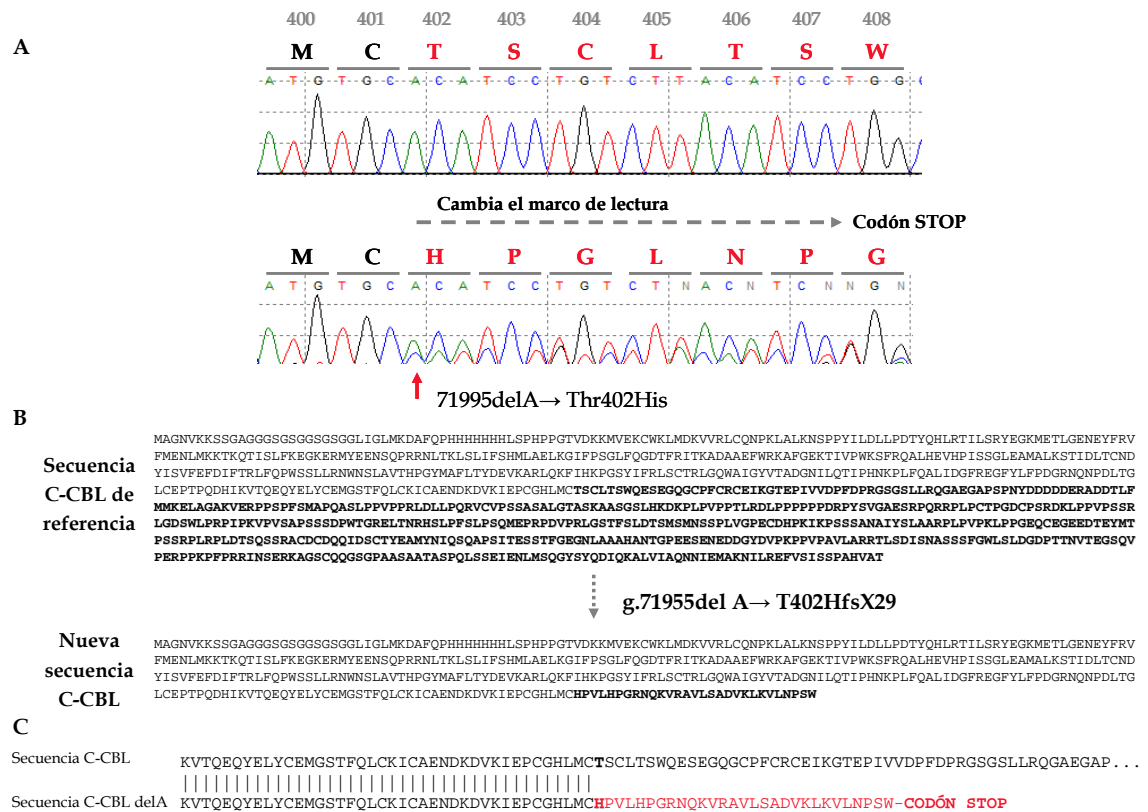 400 401 402 403 404 405 406 407 408
A
M C T S C L T S W
A T G T G C A C A T C C T G T C T T A C A T C C T G G
Cambia el marco de lectura
Codón STOP
M C H P G L N P G
A T G T G C A C A T C C T G T C T N A C N T C N N G N
71995delA→ Thr402His
B
Secuencia C-CBL de referencia
MAGNVKKSSGAGGGSGSGGSGSGGLIGLMKDAFQPHHHHHHHLSPHPPGTVDKKMVEKCWKLMDKVVRLCQNPKLALKNSPPYILDLLPDTYQHLRTILSRYEGKMETLGENEYFRV
FMENLMKKTKQTISLFKEGKERMYEENSQPRRNLTKLSLIFSHMLAELKGIFPSGLFQGDTFRITKADAAEFWRKAFGEKTIVPWKSFRQALHEVHPISSGLEAMALKSTIDLTCND
YISVFEFDIFTRLFQPWSSLLRNWNSLAVTHPGYMAFLTYDEVKARLQKFIHKPGSYIFRLSCTRLGQWAIGYVTADGNILQTIPHNKPLFQALIDGFREGFYLFPDGRNQNPDLTG
LCEPTPQDHIKVTQEQYELYCEMGSTFQLCKICAENDKDVKIEPCGHLMCTSCLTSWQESEGQGCPFCRCEIKGTEPIVVDPFDPRGSGSLLRQGAEGAPSPNYDDDDDERADDTLF
MMKELAGAKVERPPSPFSMAPQASLPPVPPRLDLLPQRVCVPSSASALGTASKAASGSLHKDKPLPVPPTLRDLPPPPPPDRPYSVGAESRPQRRPLPCTPGDCPSRDKLPPVPSSR
LGDSWLPRPIPKVPVSAPSSSDPWTGRELTNRHSLPFSLPSQMEPRPDVPRLGSTFSLDTSMSMNSSPLVGPECDHPKIKPSSSANAIYSLAARPLPVPKLPPGEQCEGEEDTEYMT
PSSRPLRPLDTSQSSRACDCDQQIDSCTYEAMYNIQSQAPSITESSTFGEGNLAAAHANTGPEESENEDDGYDVPKPPVPAVLARRTLSDISNASSSFGWLSLDGDPTTNVTEGSQV
PERPPKPFPRRINSERKAGSCQQGSGPAASAATASPQLSSEIENLMSQGYSYQDIQKALVIAQNNIEMAKNILREFVSISSPAHVAT
g.71955del A→ T402HfsX29
Nueva secuencia C-CBL
MAGNVKKSSGAGGGSGSGGSGSGGLIGLMKDAFQPHHHHHHHLSPHPPGTVDKKMVEKCWKLMDKVVRLCQNPKLALKNSPPYILDLLPDTYQHLRTILSRYEGKMETLGENEYFRV
FMENLMKKTKQTISLFKEGKERMYEENSQPRRNLTKLSLIFSHMLAELKGIFPSGLFQGDTFRITKADAAEFWRKAFGEKTIVPWKSFRQALHEVHPISSGLEAMALKSTIDLTCND
YISVFEFDIFTRLFQPWSSLLRNWNSLAVTHPGYMAFLTYDEVKARLQKFIHKPGSYIFRLSCTRLGQWAIGYVTADGNILQTIPHNKPLFQALIDGFREGFYLFPDGRNQNPDLTG
LCEPTPQDHIKVTQEQYELYCEMGSTFQLCKICAENDKDVKIEPCGHLMCHPVLHPGRNQKVRAVLSADVKLKVLNPSW
C
Secuencia C-CBL KVTQEQYELYCEMGSTFQLCKICAENDKDVKIEPCGHLMCTSCLTSWQESEGQGCPFCRCEIKGTEPIVVDPFDPRGSGSLLRQGAEGAP...
Secuencia C-CBL delA KVTQEQYELYCEMGSTFQLCKICAENDKDVKIEPCGHLMCHPVLHPGRNQKVRAVLSADVKLKVLNPSW-CODÓN STOP